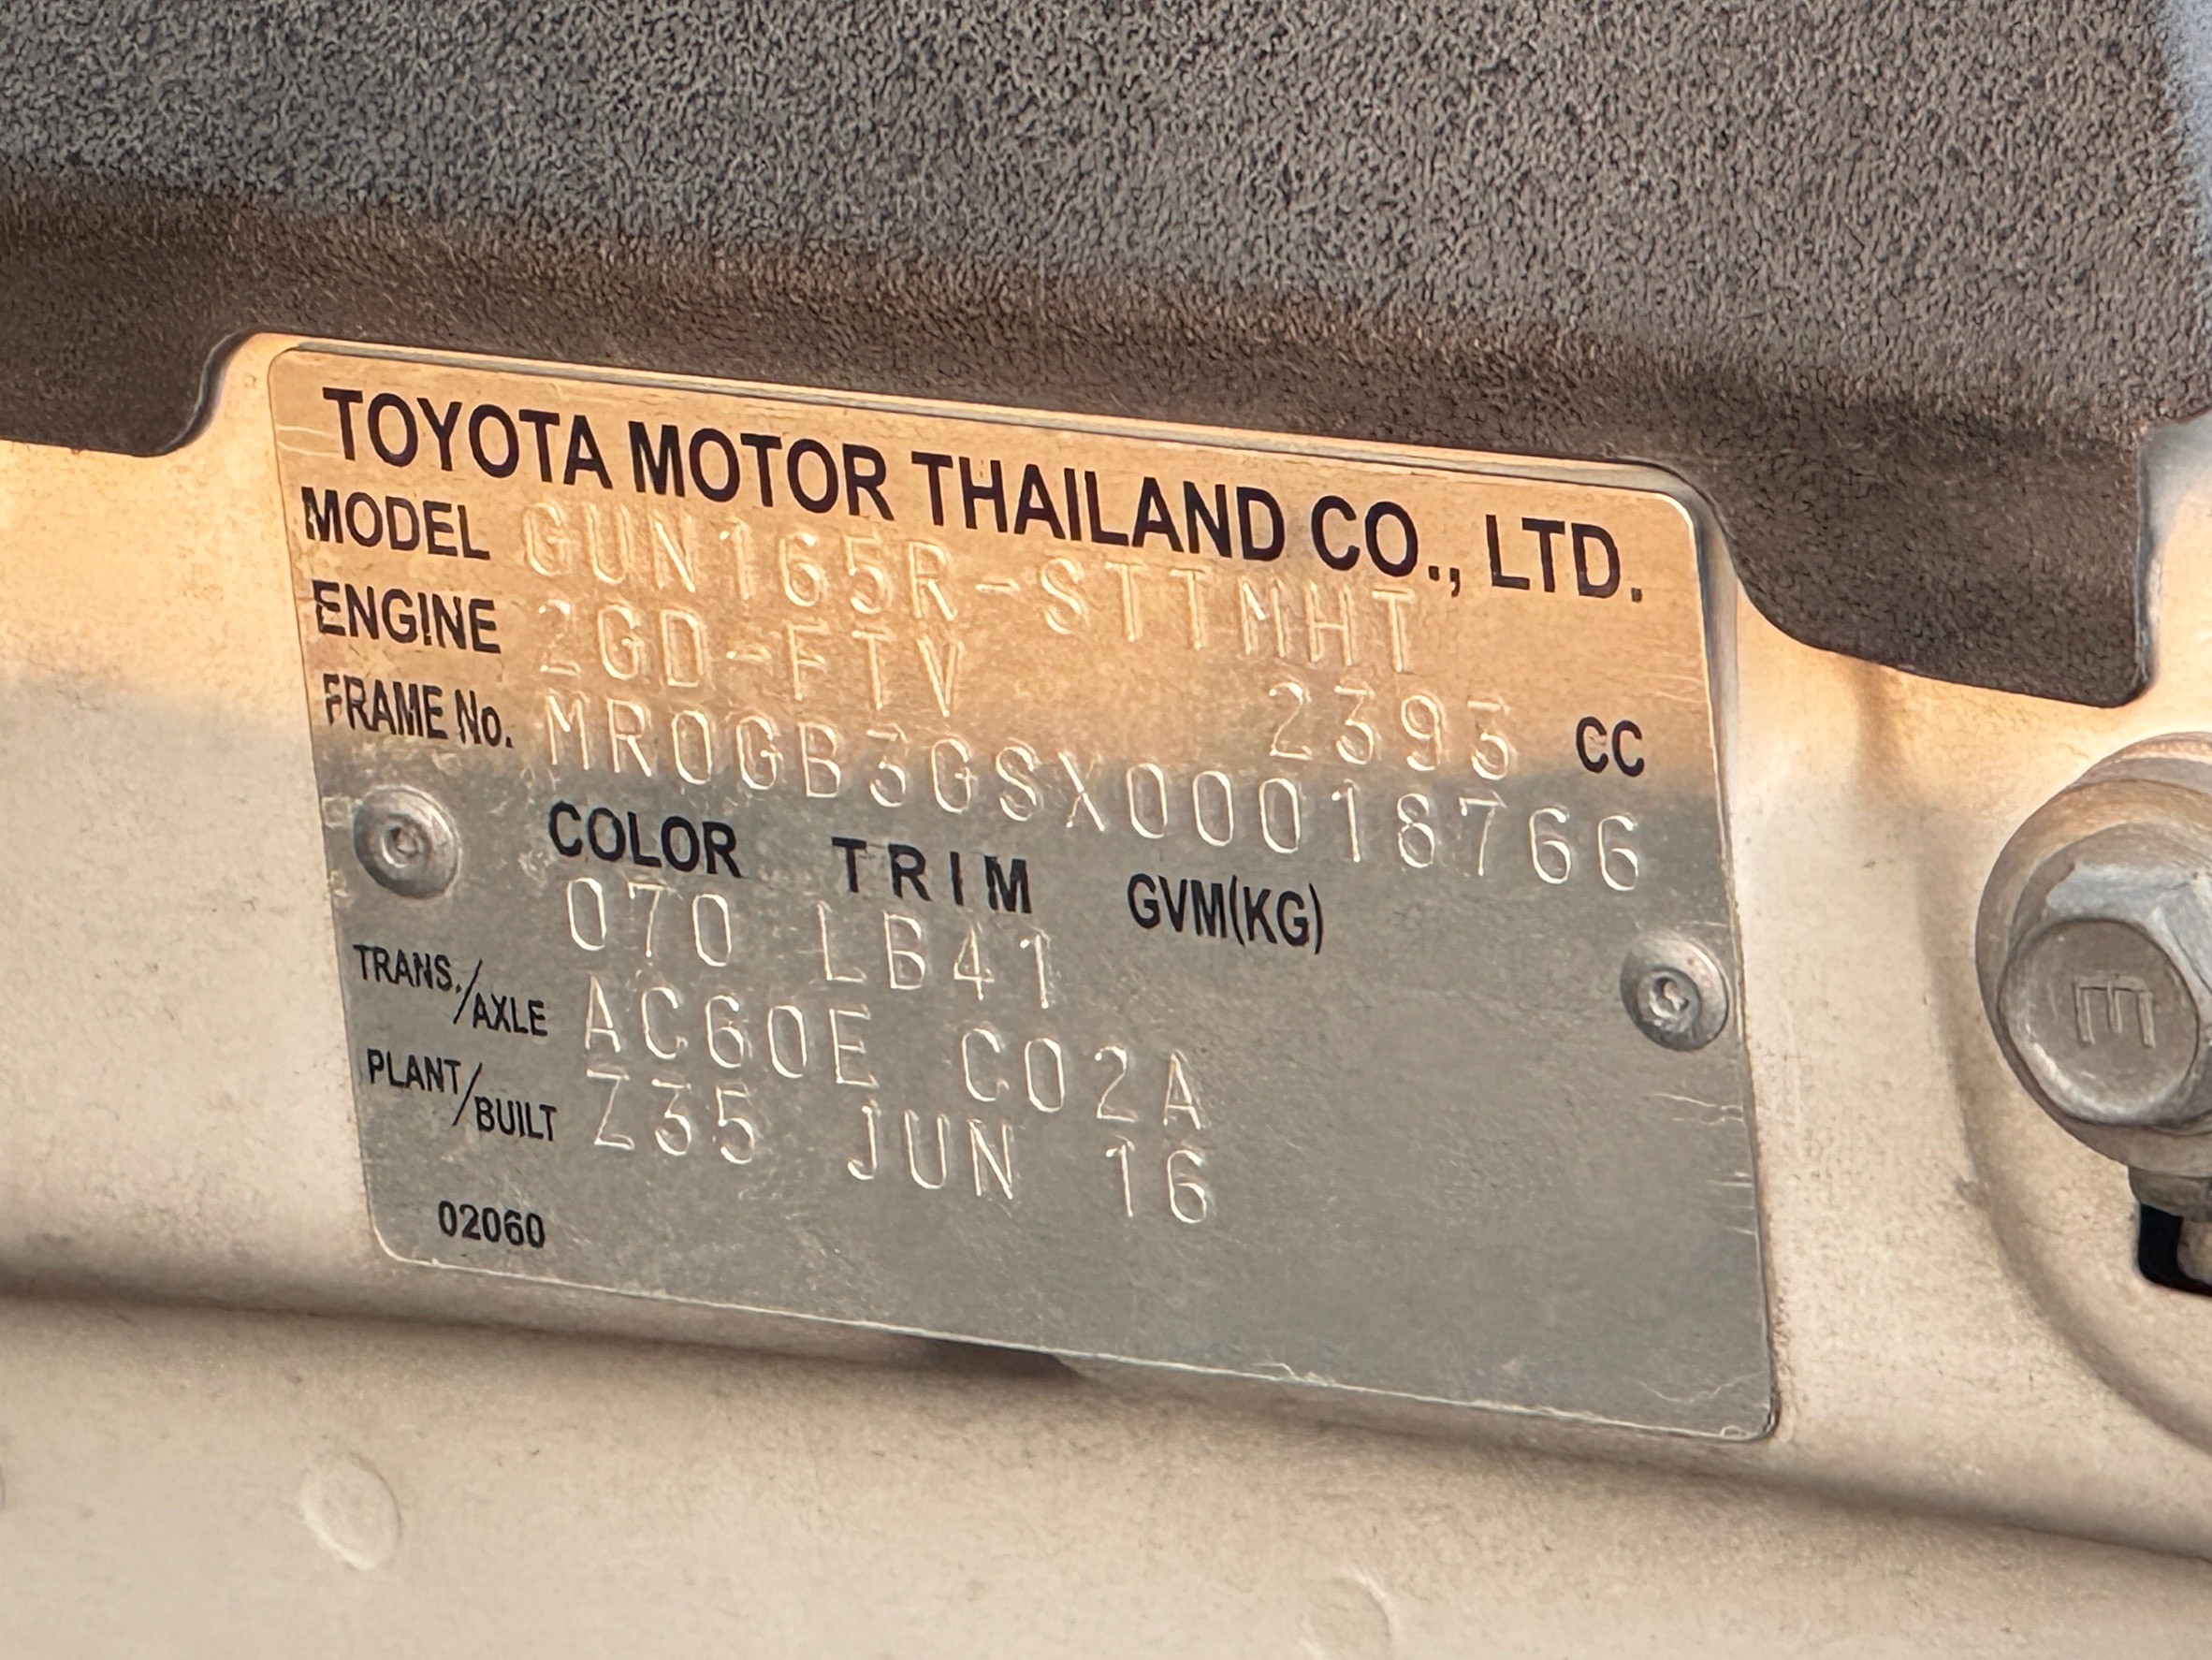 TOYOTA MOTOR THAILAND CO., LTD.
MODEL GUN165R-STTMHT
ENGINE 2GD-FTV 2393 CC
FRAME No. MR0GB3GSX00018766
COLOR TRIM GVM(KG)
070 LB41
TRANS./AXLE AC60E C02A
PLANT/BUILT Z35 JUN 16
02060
E